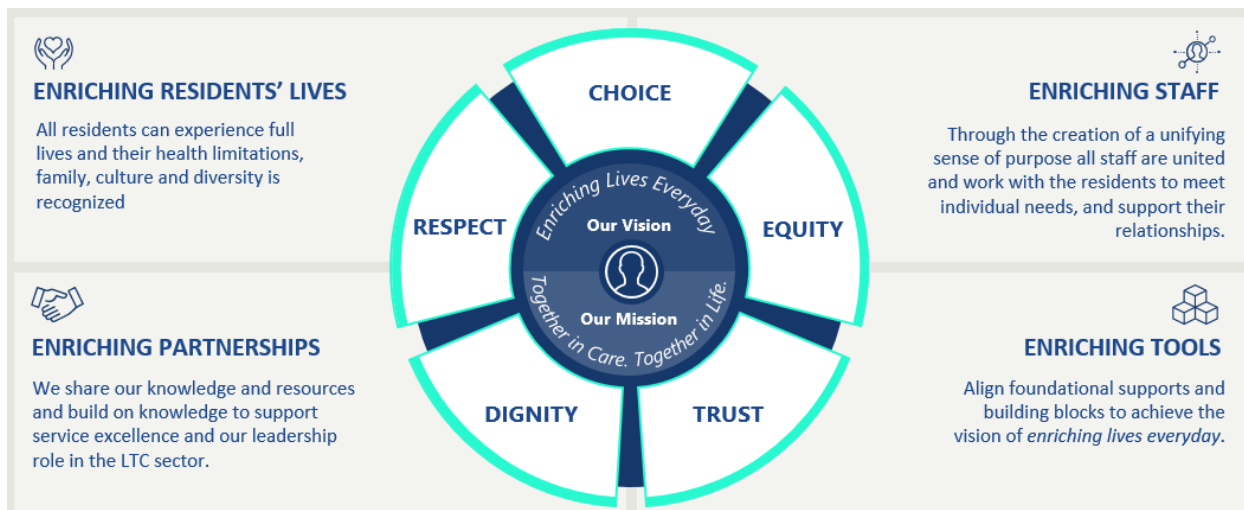 ENRICHING RESIDENTS’ LIVES
All residents can experience full
lives and their health limitations,
family, culture and diversity is
recognized
ENRICHING STAFF
Through the creation of a unifying
sense of purpose all staff are united
and work with the residents to meet
individual needs, and support their
relationships.
CHOICE
RESPECT
EQUITY
DIGNITY
TRUST
Enriching Lives Everyday
Our Vision
Our Mission
Together in Care. Together in Life.
ENRICHING PARTNERSHIPS
We share our knowledge and resources
and build on knowledge to support
service excellence and our leadership
role in the LTC sector.
ENRICHING TOOLS
Align foundational supports and
building blocks to achieve the
vision of enriching lives everyday.